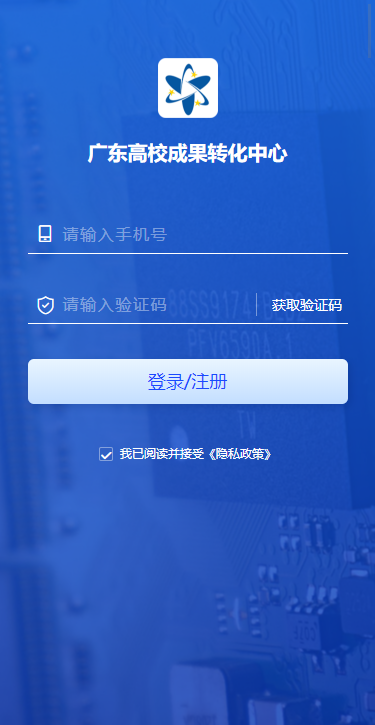 广东高校成果转化中心
请输入手机号
请输入验证码
获取验证码
登录/注册
我已阅读并接受《隐私政策》